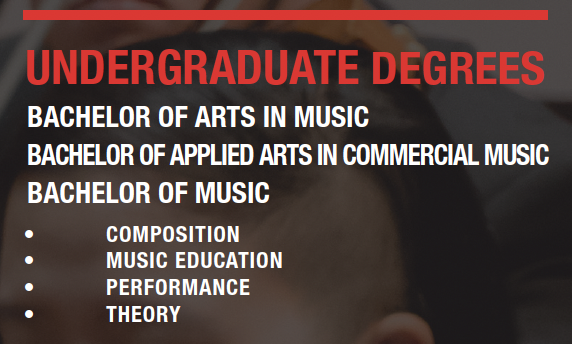 UNDERGRADUATE DEGREES
BACHELOR OF ARTS IN MUSIC
BACHELOR OF APPLIED ARTS IN COMMERCIAL MUSIC
BACHELOR OF MUSIC
• COMPOSITION
• MUSIC EDUCATION
• PERFORMANCE
• THEORY